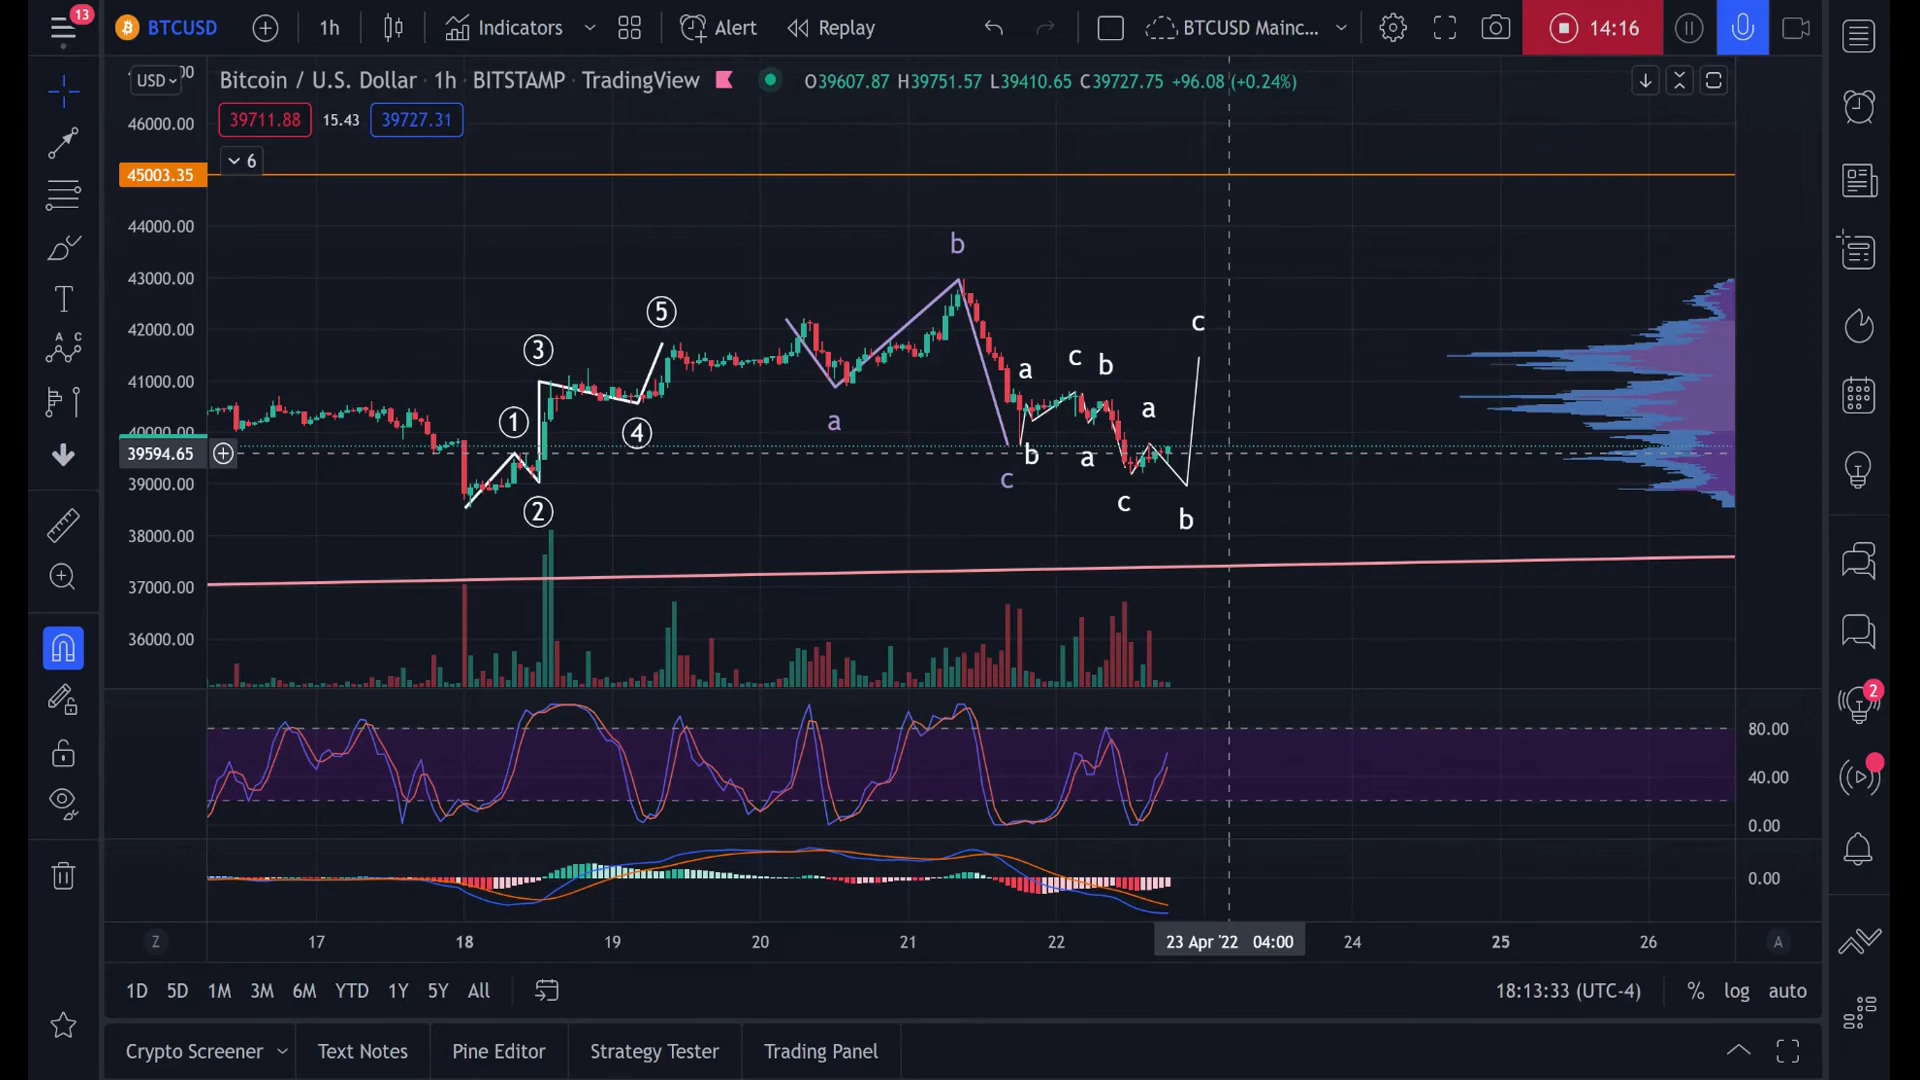 13
BTCUSD 1h Indicators Alert Replay BTCUSD Mainc... 14:16
USD Bitcoin / U.S. Dollar · 1h · BITSTAMP · TradingView O39607.87 H39751.57 L39410.65 C39727.75 +96.08 (+0.24%)
39711.88 15.43 39727.31
46000.00
6
45003.35
44000.00
b
43000.00
42000.00
5
c
3
c
b
41000.00
a
a
1
a
4
40000.00
39594.65
b
a
c
39000.00
c
2
b
38000.00
37000.00
36000.00
2
80.00
40.00
0.00
0.00
Z 17 18 19 20 21 22 23 Apr '22 04:00 24 25 26 A
1D 5D 1M 3M 6M YTD 1Y 5Y All 18:13:33 (UTC-4) % log auto
Crypto Screener Text Notes Pine Editor Strategy Tester Trading Panel